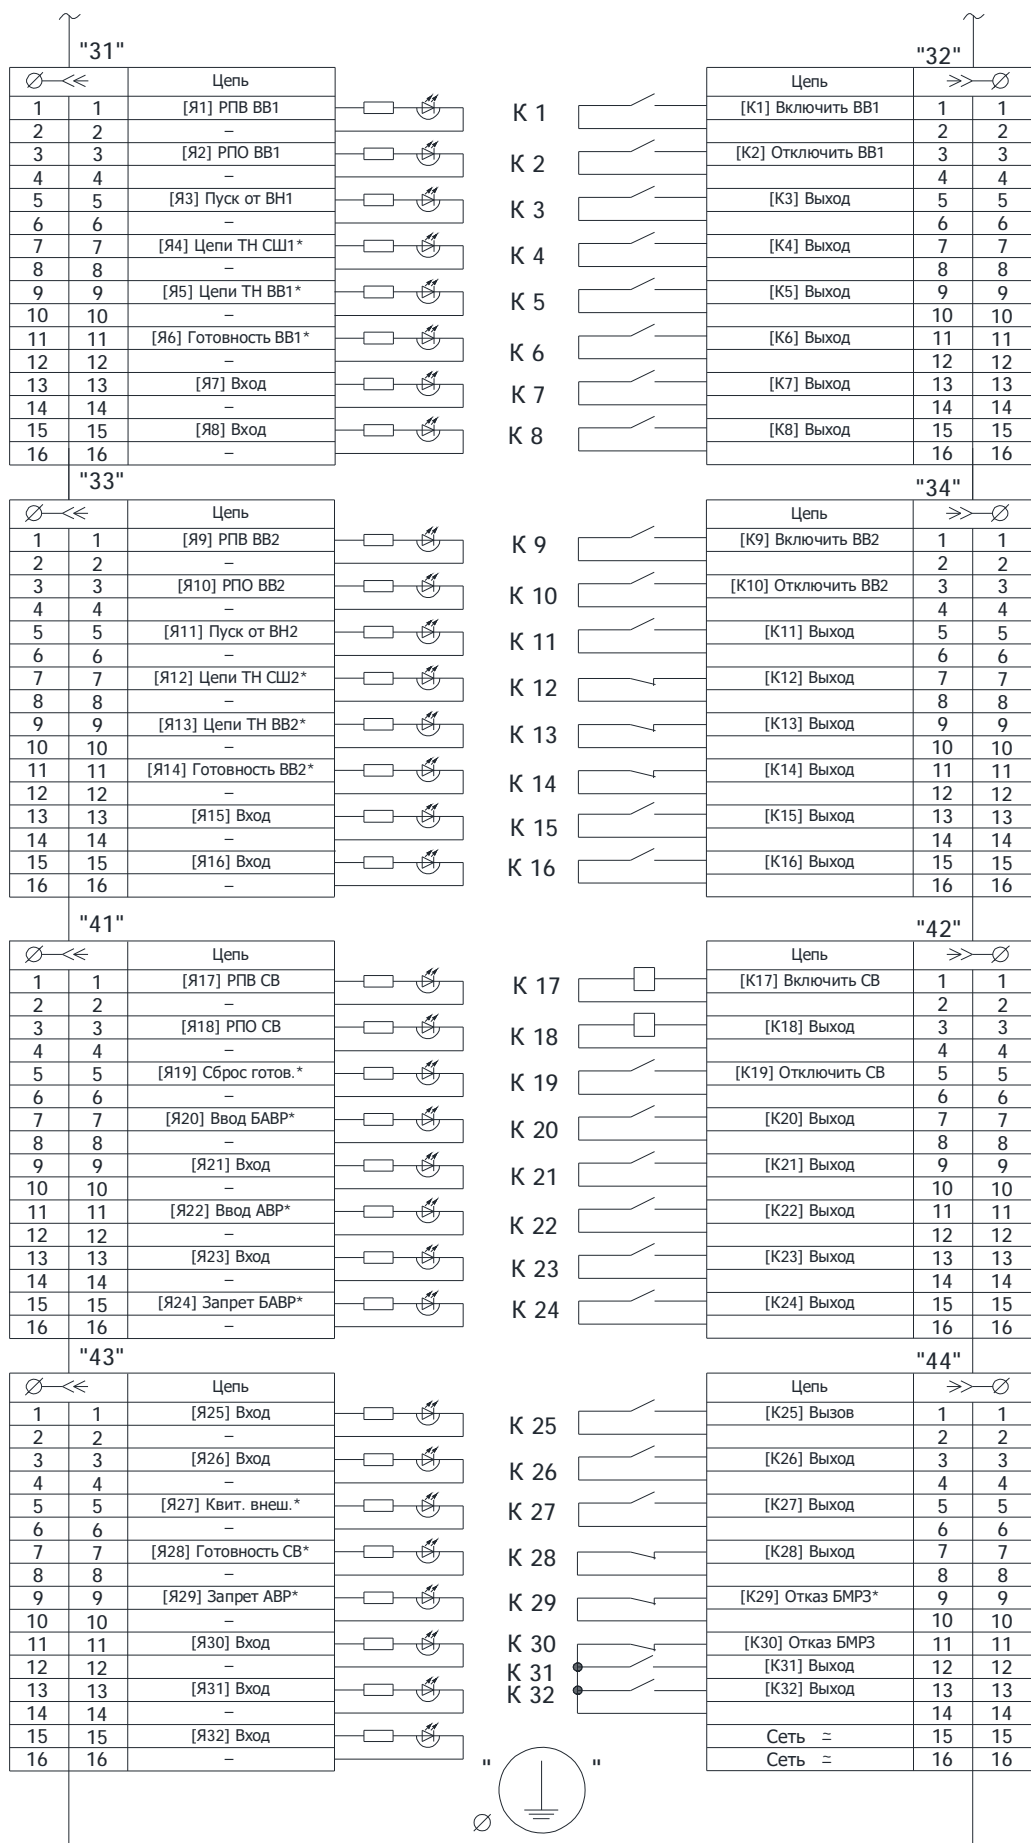 "31" "32"
Цепь Цепь
1 1 [Я1] РПВ ВВ1 К 1 [К1] Включить ВВ1 1 1
2 2 – 2 2
3 3 [Я2] РПО ВВ1 К 2 [К2] Отключить ВВ1 3 3
4 4 – 4 4
5 5 [Я3] Пуск от ВН1 К 3 [К3] Выход 5 5
6 6 – 6 6
7 7 [Я4] Цепи ТН СШ1* К 4 [К4] Выход 7 7
8 8 – 8 8
9 9 [Я5] Цепи ТН ВВ1* К 5 [К5] Выход 9 9
10 10 – 10 10
11 11 [Я6] Готовность ВВ1* К 6 [К6] Выход 11 11
12 12 – 12 12
13 13 [Я7] Вход К 7 [К7] Выход 13 13
14 14 – 14 14
15 15 [Я8] Вход К 8 [К8] Выход 15 15
16 16 – 16 16
"33" "34"
Цепь Цепь
1 1 [Я9] РПВ ВВ2 К 9 [К9] Включить ВВ2 1 1
2 2 – 2 2
3 3 [Я10] РПО ВВ2 К 10 [К10] Отключить ВВ2 3 3
4 4 – 4 4
5 5 [Я11] Пуск от ВН2 К 11 [К11] Выход 5 5
6 6 – 6 6
7 7 [Я12] Цепи ТН СШ2* К 12 [К12] Выход 7 7
8 8 – 8 8
9 9 [Я13] Цепи ТН ВВ2* К 13 [К13] Выход 9 9
10 10 – 10 10
11 11 [Я14] Готовность ВВ2* К 14 [К14] Выход 11 11
12 12 – 12 12
13 13 [Я15] Вход К 15 [К15] Выход 13 13
14 14 – 14 14
15 15 [Я16] Вход К 16 [К16] Выход 15 15
16 16 – 16 16
"41" "42"
Цепь Цепь
1 1 [Я17] РПВ СВ К 17 [К17] Включить СВ 1 1
2 2 – 2 2
3 3 [Я18] РПО СВ К 18 [К18] Выход 3 3
4 4 – 4 4
5 5 [Я19] Сброс готов.* К 19 [К19] Отключить СВ 5 5
6 6 – 6 6
7 7 [Я20] Ввод БАВР* К 20 [К20] Выход 7 7
8 8 – 8 8
9 9 [Я21] Вход К 21 [К21] Выход 9 9
10 10 – 10 10
11 11 [Я22] Ввод АВР* К 22 [К22] Выход 11 11
12 12 – 12 12
13 13 [Я23] Вход К 23 [К23] Выход 13 13
14 14 – 14 14
15 15 [Я24] Запрет БАВР* К 24 [К24] Выход 15 15
16 16 – 16 16
"43" "44"
Цепь Цепь
1 1 [Я25] Вход К 25 [К25] Вызов 1 1
2 2 – 2 2
3 3 [Я26] Вход К 26 [К26] Выход 3 3
4 4 – 4 4
5 5 [Я27] Квит. внеш.* К 27 [К27] Выход 5 5
6 6 – 6 6
7 7 [Я28] Готовность СВ* К 28 [К28] Выход 7 7
8 8 – 8 8
9 9 [Я29] Запрет АВР* К 29 [К29] Отказ БМРЗ* 9 9
10 10 – 10 10
11 11 [Я30] Вход К 30 [К30] Отказ БМРЗ 11 11
12 12 – К 31 [К31] Выход 12 12
13 13 [Я31] Вход К 32 [К32] Выход 13 13
14 14 – 14 14
15 15 [Я32] Вход Сеть ≃ 15 15
16 16 – Сеть ≃ 16 16
" "